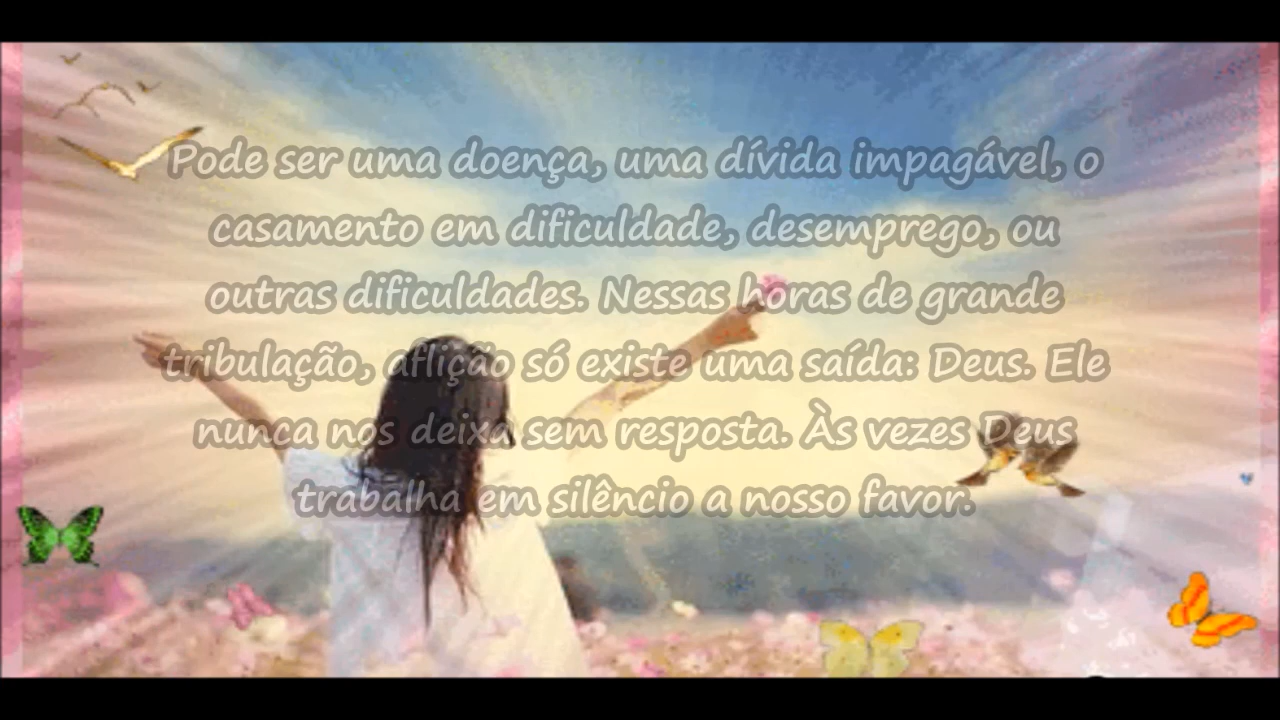 Pode ser uma doença, uma dívida impagável, o
casamento em dificuldade, desemprego, ou
outras dificuldades. Nessas horas de grande
tribulação, aflição só existe uma saída: Deus. Ele
nunca nos deixa sem resposta. Às vezes Deus
trabalha em silêncio a nosso favor.